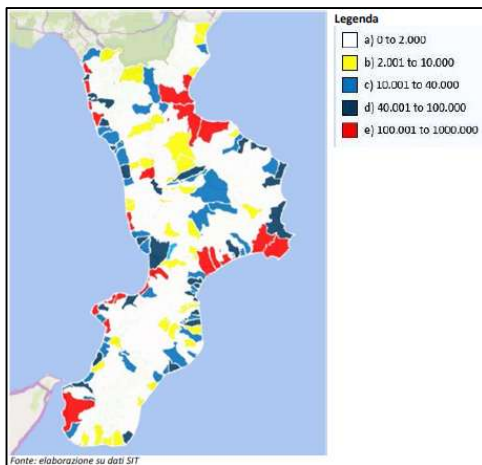 Legenda
a) 0 to 2.000
b) 2.001 to 10.000
c) 10.001 to 40.000
d) 40.001 to 100.000
e) 100.001 to 1000.000
Fonte: elaborazione su dati SIT